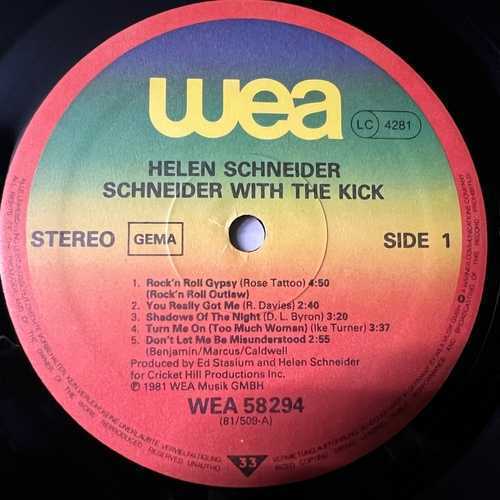 wea
LC 4281
HELEN SCHNEIDER
SCHNEIDER WITH THE KICK
STEREO GEMA SIDE 1
1. Rock'n Roll Gypsy (Rose Tattoo) 4:50
(Rock'n Roll Outlaw)
2. You Really Got Me (R. Davies) 2:40
3. Shadows Of The Night (D. L. Byron) 3:20
4. Turn Me On (Too Much Woman) (Ike Turner) 3:37
5. Don't Let Me Be Misunderstood 2:55
(Benjamin/Marcus/Caldwell
Produced by Ed Stasium and Helen Schneider
for Cricket Hill Productions Inc.
℗ 1981 WEA Musik GMBH
WEA 58294
(81/509-A)
33